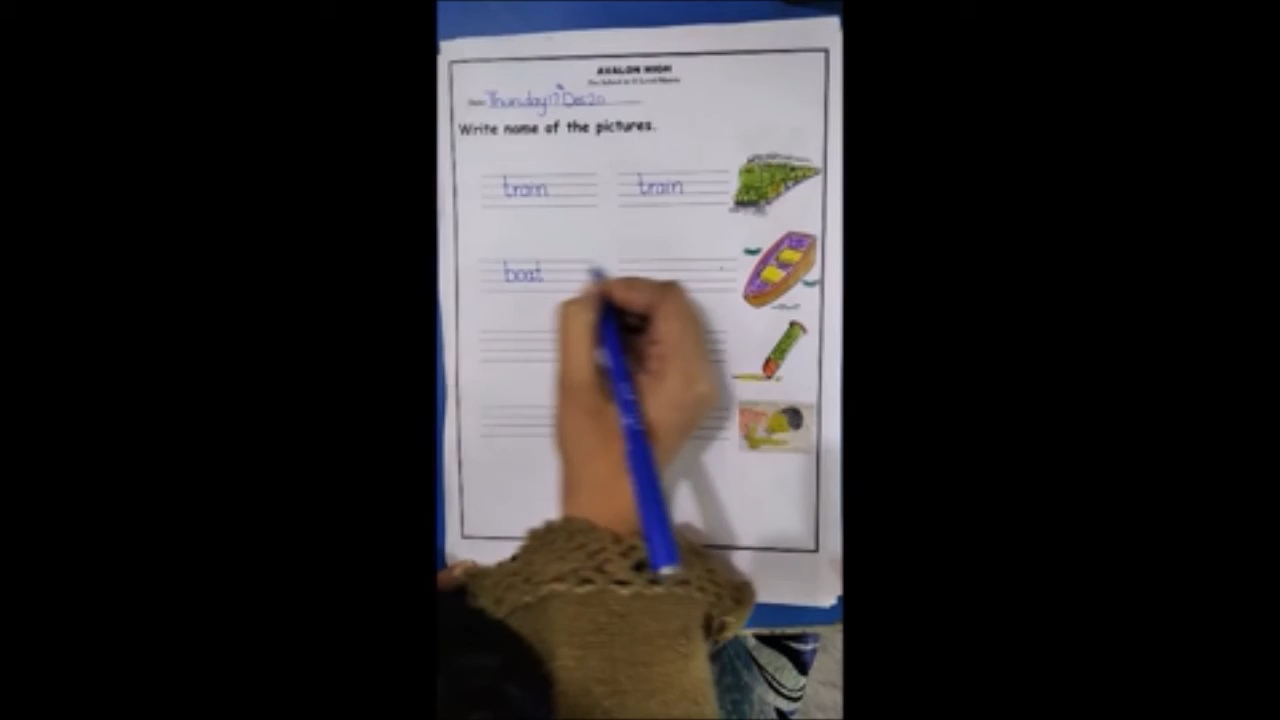 AVALON HIGH
Thursday 17 Dec 20
Write name of the pictures.
train train
boat